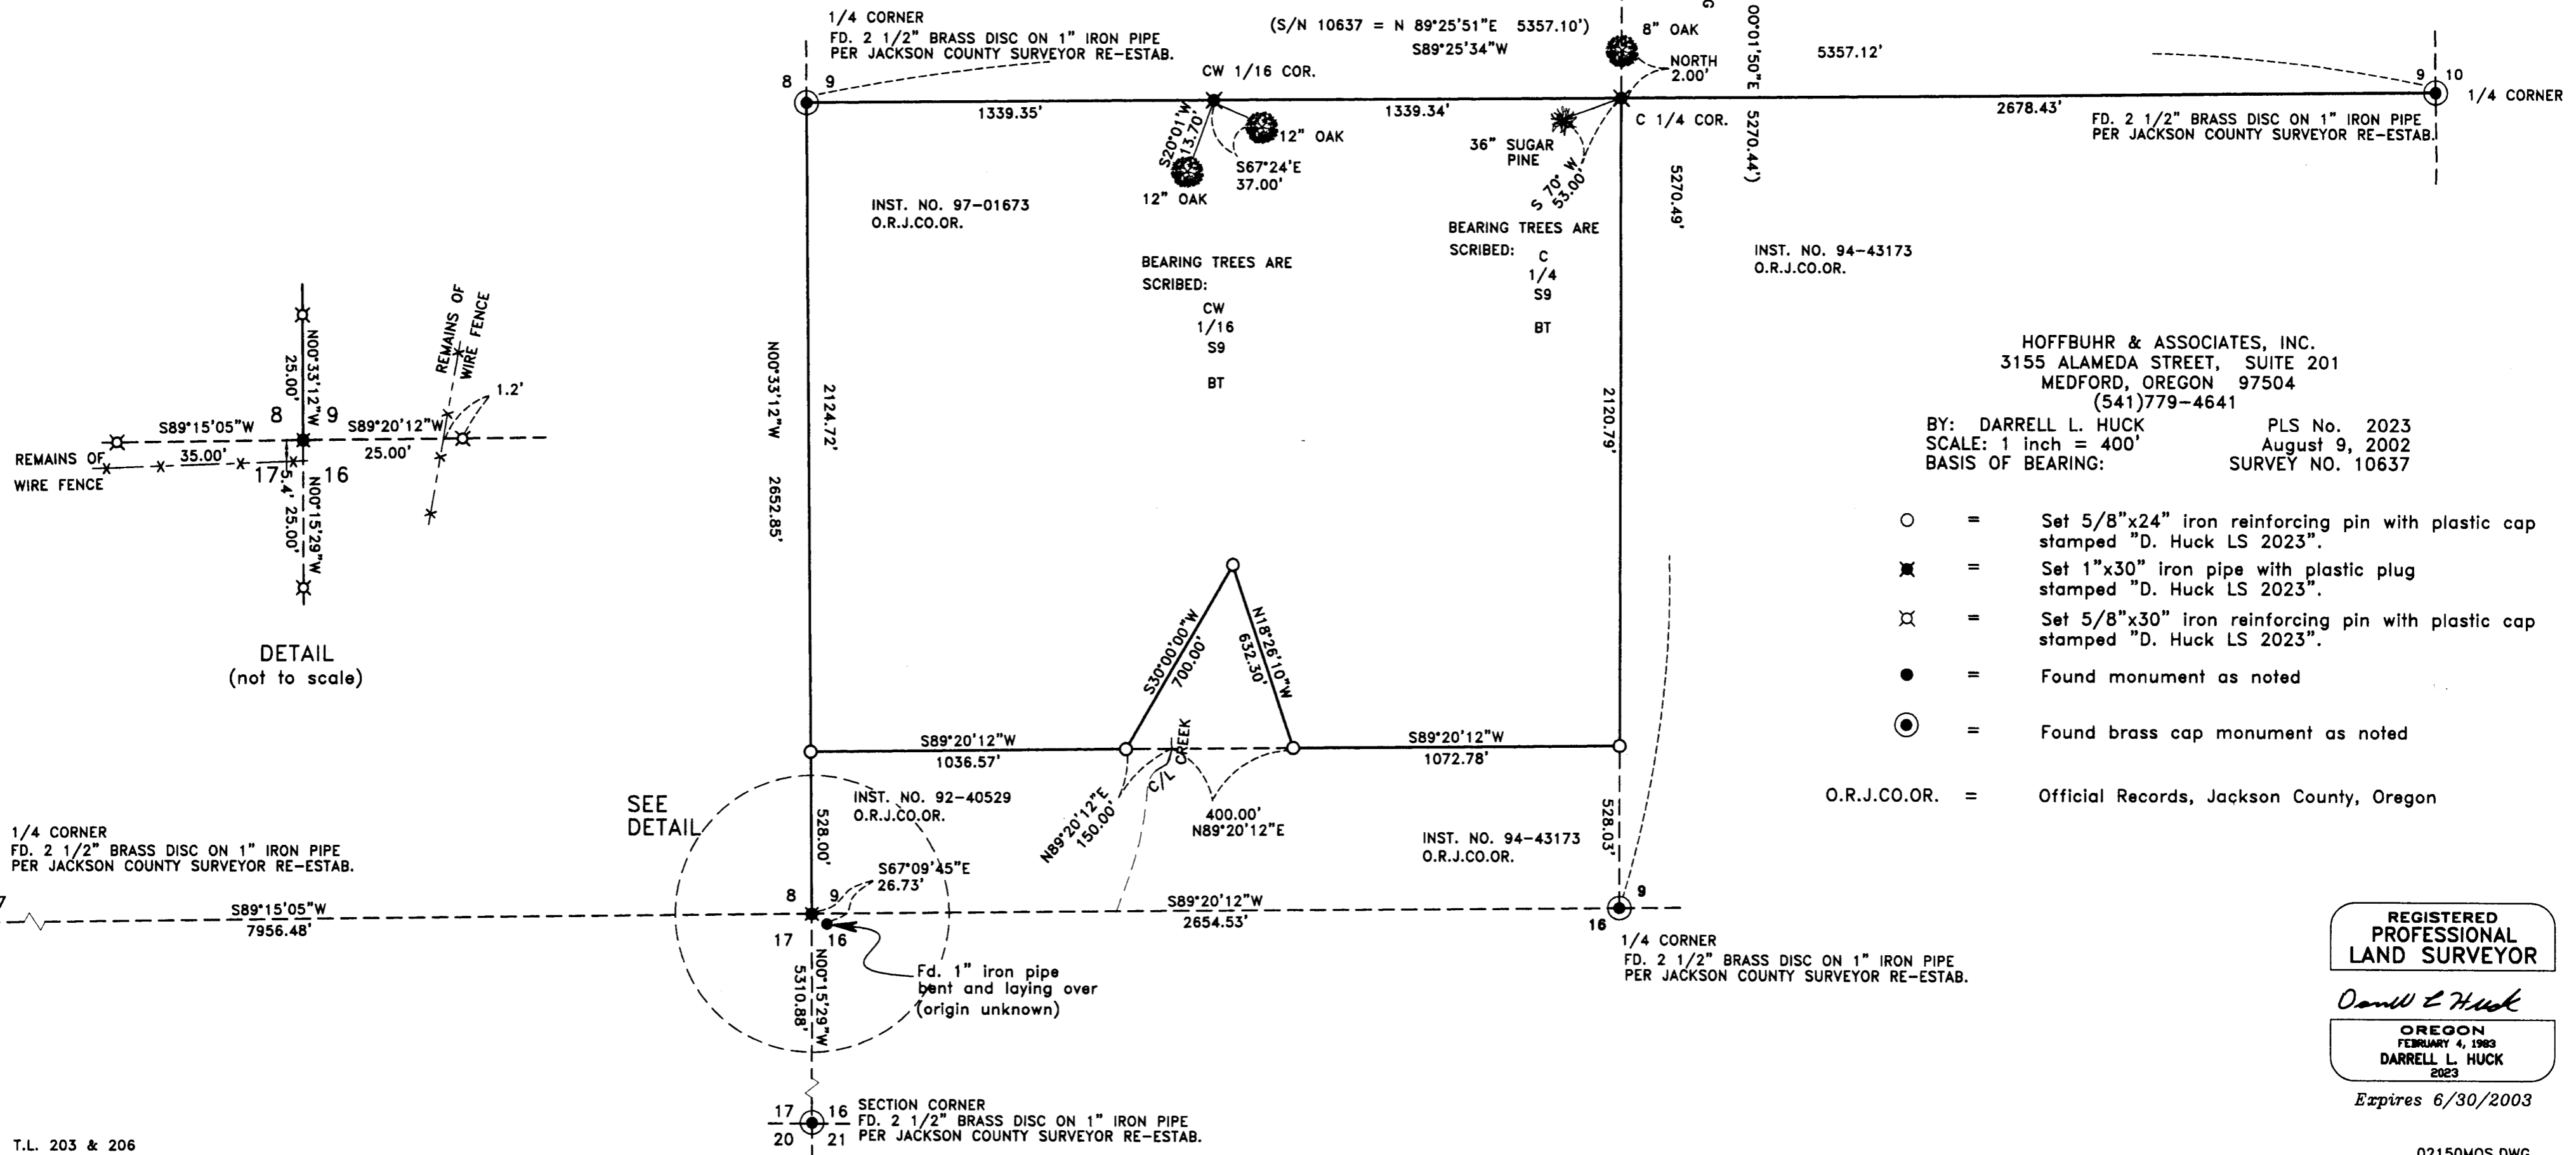 1/4 CORNER
FD. 2 1/2" BRASS DISC ON 1" IRON PIPE
PER JACKSON COUNTY SURVEYOR RE-ESTAB.
(S/N 10637 = N 89°25'51"E 5357.10')
S89°25'34"W
5357.12'
8" OAK
NORTH
2.00'
G
00°01'50"E 5270.44')
8 9
CW 1/16 COR.
1339.35'
1339.34'
2678.43'
9 10
1/4 CORNER
FD. 2 1/2" BRASS DISC ON 1" IRON PIPE
PER JACKSON COUNTY SURVEYOR RE-ESTAB.
C 1/4 COR.
S20°01'W
13.70'
12" OAK
S67°24'E
37.00'
12" OAK
36" SUGAR
PINE
S 70° W
53.00'
5270.49'
INST. NO. 97-01673
O.R.J.CO.OR.
BEARING TREES ARE
SCRIBED:
CW
1/16
S9
BT
BEARING TREES ARE
SCRIBED:
C
1/4
S9
BT
INST. NO. 94-43173
O.R.J.CO.OR.
REMAINS OF
WIRE FENCE
1.2'
N00°33'12"W
25.00'
8 9
S89°15'05"W
35.00'
S89°20'12"W
25.00'
REMAINS OF
WIRE FENCE
17 16
5.4'
25.00'
N00°15'29"W
DETAIL
(not to scale)
N00°33'12"W 2652.85'
2124.72'
2120.79'
HOFFBUHR & ASSOCIATES, INC.
3155 ALAMEDA STREET, SUITE 201
MEDFORD, OREGON 97504
(541)779-4641
BY: DARRELL L. HUCK PLS No. 2023
SCALE: 1 inch = 400' August 9, 2002
BASIS OF BEARING: SURVEY NO. 10637
= Set 5/8"x24" iron reinforcing pin with plastic cap
stamped "D. Huck LS 2023".
= Set 1"x30" iron pipe with plastic plug
stamped "D. Huck LS 2023".
= Set 5/8"x30" iron reinforcing pin with plastic cap
stamped "D. Huck LS 2023".
= Found monument as noted
= Found brass cap monument as noted
O.R.J.CO.OR. = Official Records, Jackson County, Oregon
S30°00'00"W
700.00'
N18°26'10"W
632.30'
S89°20'12"W
1036.57'
S89°20'12"W
1072.78'
C/L CREEK
N89°20'12"E
150.00'
400.00'
N89°20'12"E
INST. NO. 92-40529
O.R.J.CO.OR.
INST. NO. 94-43173
O.R.J.CO.OR.
528.00'
528.03'
SEE
DETAIL
1/4 CORNER
FD. 2 1/2" BRASS DISC ON 1" IRON PIPE
PER JACKSON COUNTY SURVEYOR RE-ESTAB.
7
S89°15'05"W
7956.48'
S67°09'45"E
26.73'
8 9
17 16
S89°20'12"W
2654.53'
9
16
1/4 CORNER
FD. 2 1/2" BRASS DISC ON 1" IRON PIPE
PER JACKSON COUNTY SURVEYOR RE-ESTAB.
Fd. 1" iron pipe
bent and laying over
(origin unknown)
N00°15'29"W
5310.88'
17 16
20 21
SECTION CORNER
FD. 2 1/2" BRASS DISC ON 1" IRON PIPE
PER JACKSON COUNTY SURVEYOR RE-ESTAB.
REGISTERED
PROFESSIONAL
LAND SURVEYOR
Darrell L Huck
OREGON
FEBRUARY 4, 1983
DARRELL L. HUCK
2023
Expires 6/30/2003
T.L. 203 & 206
02150MOS.DWG